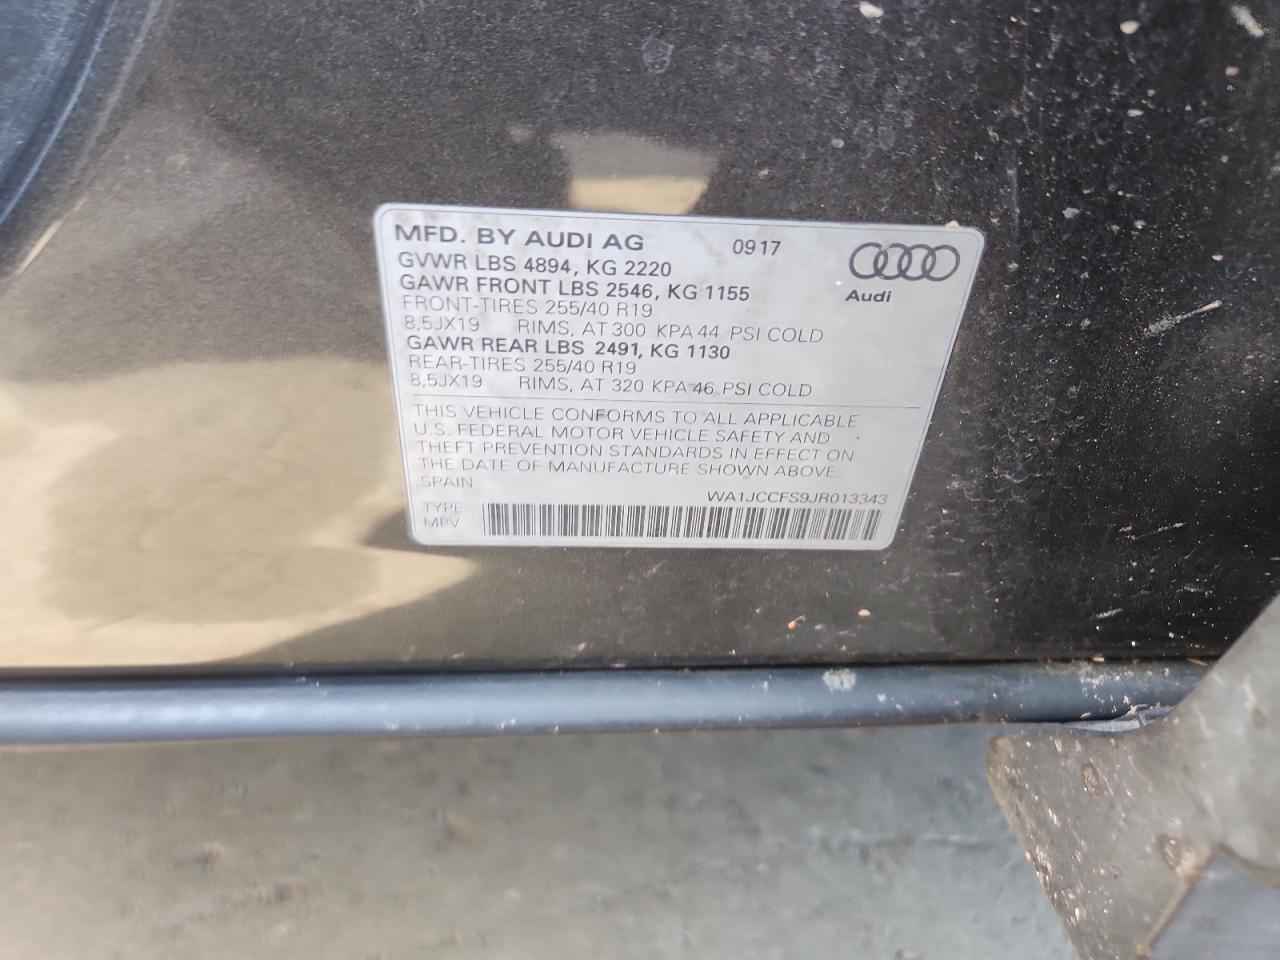 MFD. BY AUDI AG 0917
GVWR LBS 4894, KG 2220
GAWR FRONT LBS 2546, KG 1155
Audi
FRONT-TIRES 255/40 R19
8,5JX19 RIMS, AT 300 KPA 44 PSI COLD
GAWR REAR LBS 2491, KG 1130
REAR-TIRES 255/40 R19
8,5JX19 RIMS, AT 320 KPA 46 PSI COLD
THIS VEHICLE CONFORMS TO ALL APPLICABLE
U.S. FEDERAL MOTOR VEHICLE SAFETY AND
THEFT PREVENTION STANDARDS IN EFFECT ON
THE DATE OF MANUFACTURE SHOWN ABOVE.
SPAIN
WA1JCCFS9JR013343
TYPE:
MPV